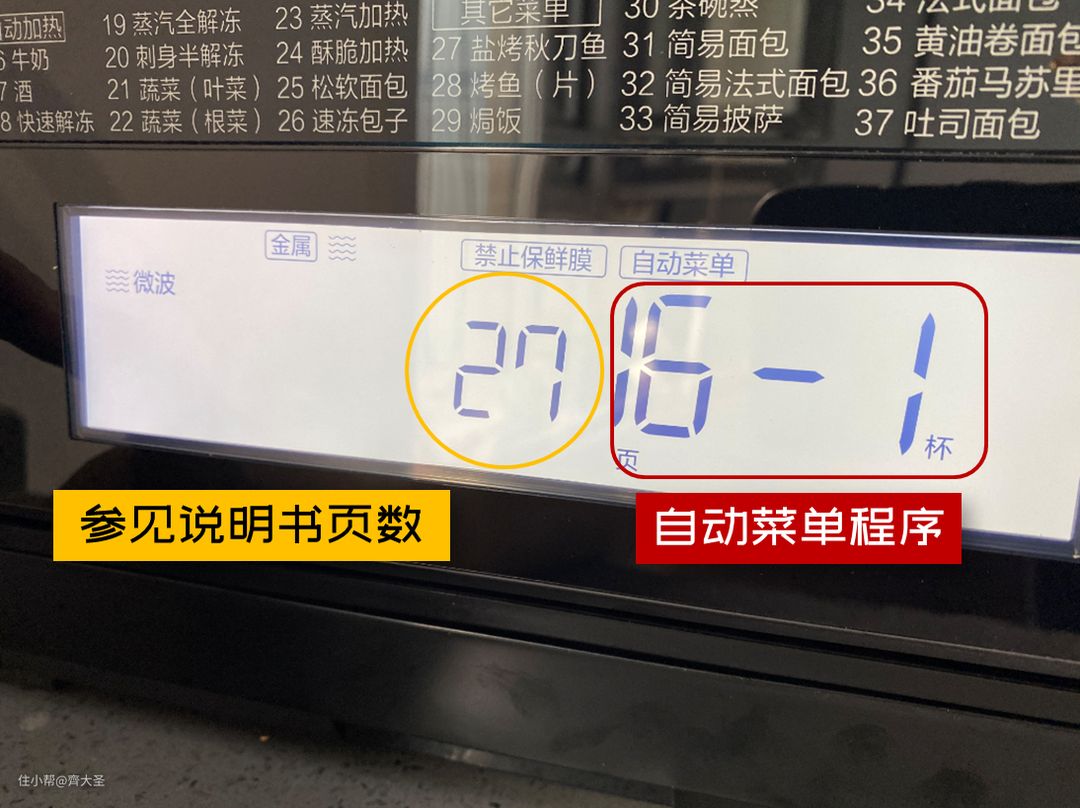 动加热 19 蒸汽全解冻 23 蒸汽加热 其它菜单 30 茶碗蒸 34 法式面包
6 牛奶 20 刺身半解冻 24 酥脆加热 27 盐烤秋刀鱼 31 简易面包 35 黄油卷面包
7 酒 21 蔬菜（叶菜） 25 松软面包 28 烤鱼（片） 32 简易法式面包 36 番茄马苏里
8 快速解冻 22 蔬菜（根菜） 26 速冻包子 29 焗饭 33 简易披萨 37 吐司面包
金属 禁止保鲜膜 自动菜单
微波
27 16 - 1 杯
页
参见说明书页数 自动菜单程序
住小帮@齊大圣